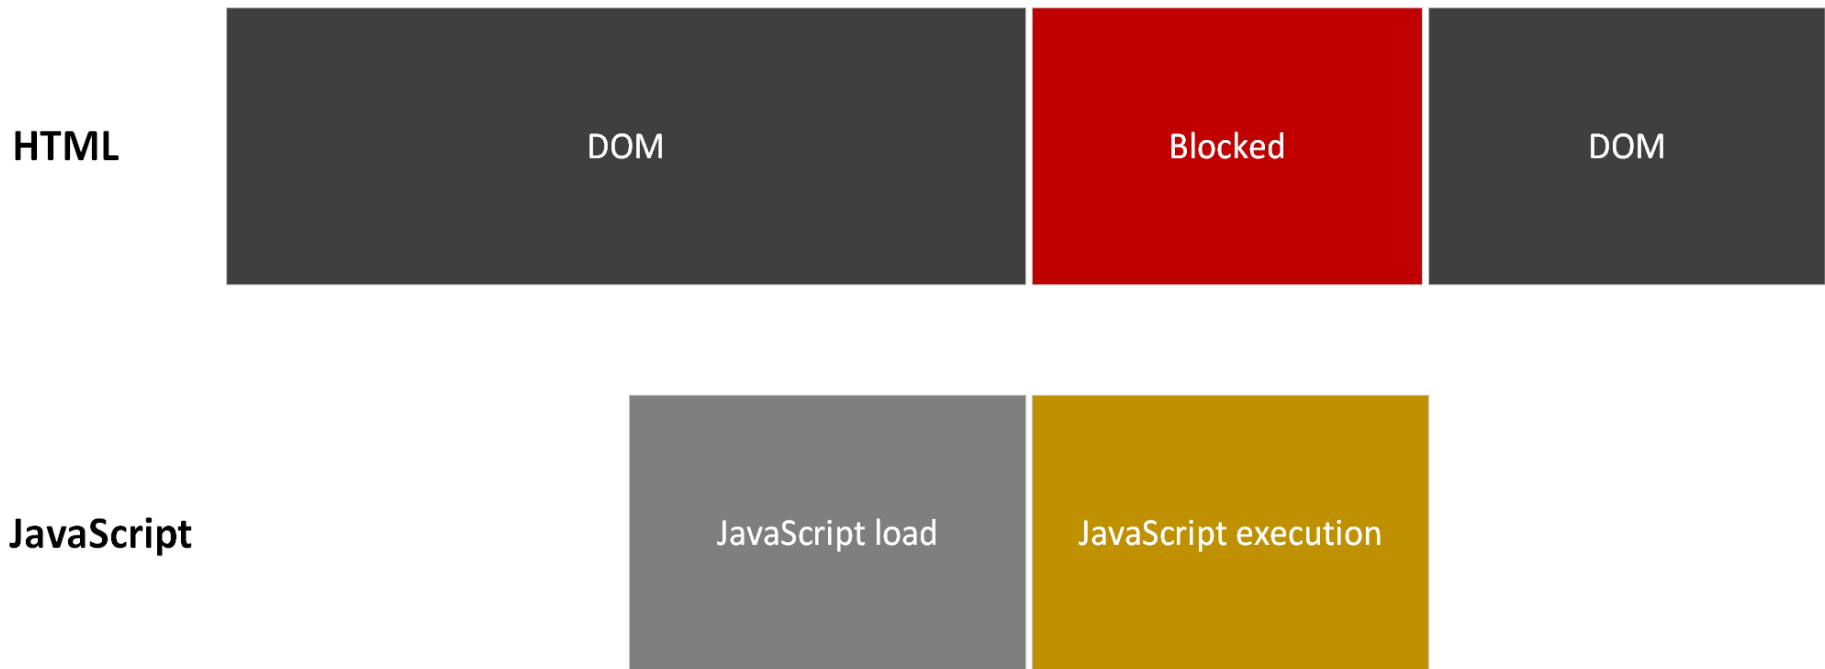 HTML
DOM
Blocked
DOM
JavaScript
JavaScript load
JavaScript execution